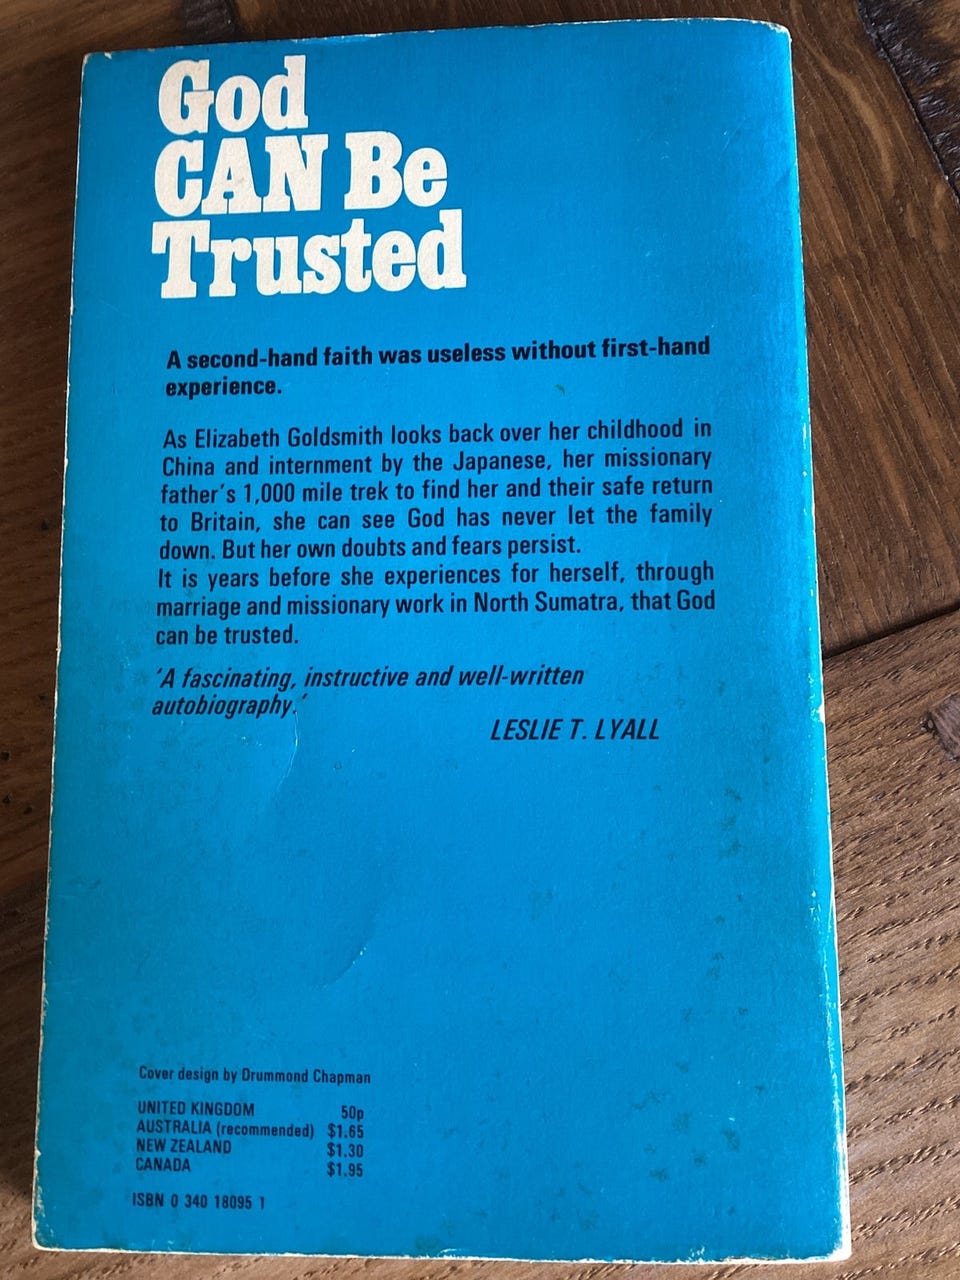 God
CAN Be
Trusted
A second-hand faith was useless without first-hand
experience.
As Elizabeth Goldsmith looks back over her childhood in
China and internment by the Japanese, her missionary
father's 1,000 mile trek to find her and their safe return
to Britain, she can see God has never let the family
down. But her own doubts and fears persist.
It is years before she experiences for herself, through
marriage and missionary work in North Sumatra, that God
can be trusted.
'A fascinating, instructive and well-written
autobiography.'
LESLIE T. LYALL
Cover design by Drummond Chapman
UNITED KINGDOM 50p
AUSTRALIA (recommended) $1.65
NEW ZEALAND $1.30
CANADA $1.95
ISBN 0 340 18095 1